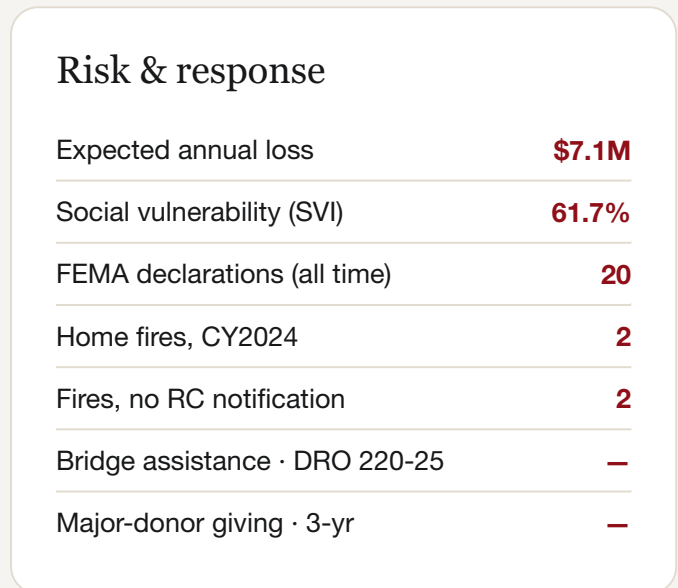 Risk & response
Expected annual loss $7.1M
Social vulnerability (SVI) 61.7%
FEMA declarations (all time) 20
Home fires, CY2024 2
Fires, no RC notification 2
Bridge assistance · DRO 220-25 –
Major-donor giving · 3-yr –